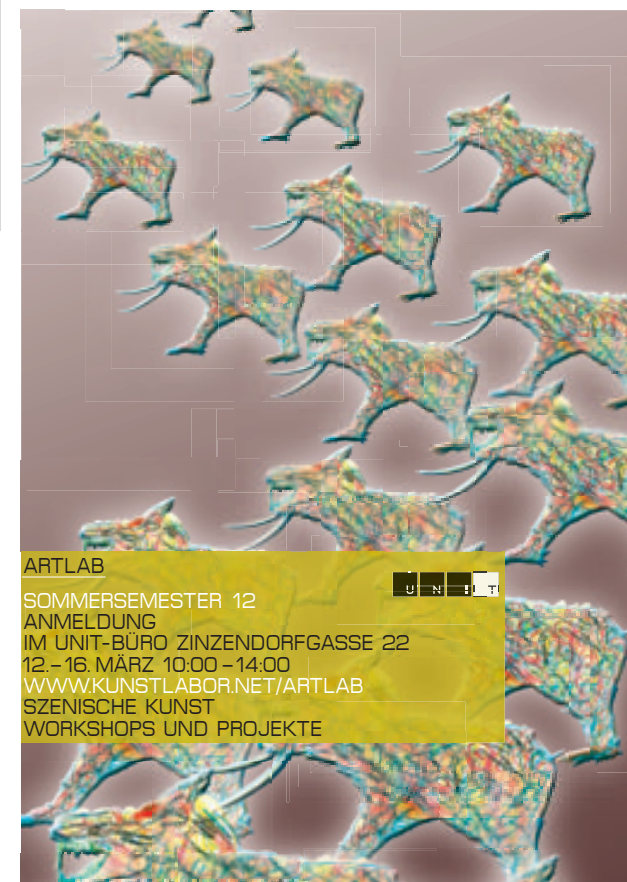 ARTLAB
UNIT
SOMMERSEMESTER 12
ANMELDUNG
IM UNIT-BÜRO ZINZENDORFGASSE 22
12.–16. MÄRZ 10:00–14:00
WWW.KUNSTLABOR.NET/ARTLAB
SZENISCHE KUNST
WORKSHOPS UND PROJEKTE